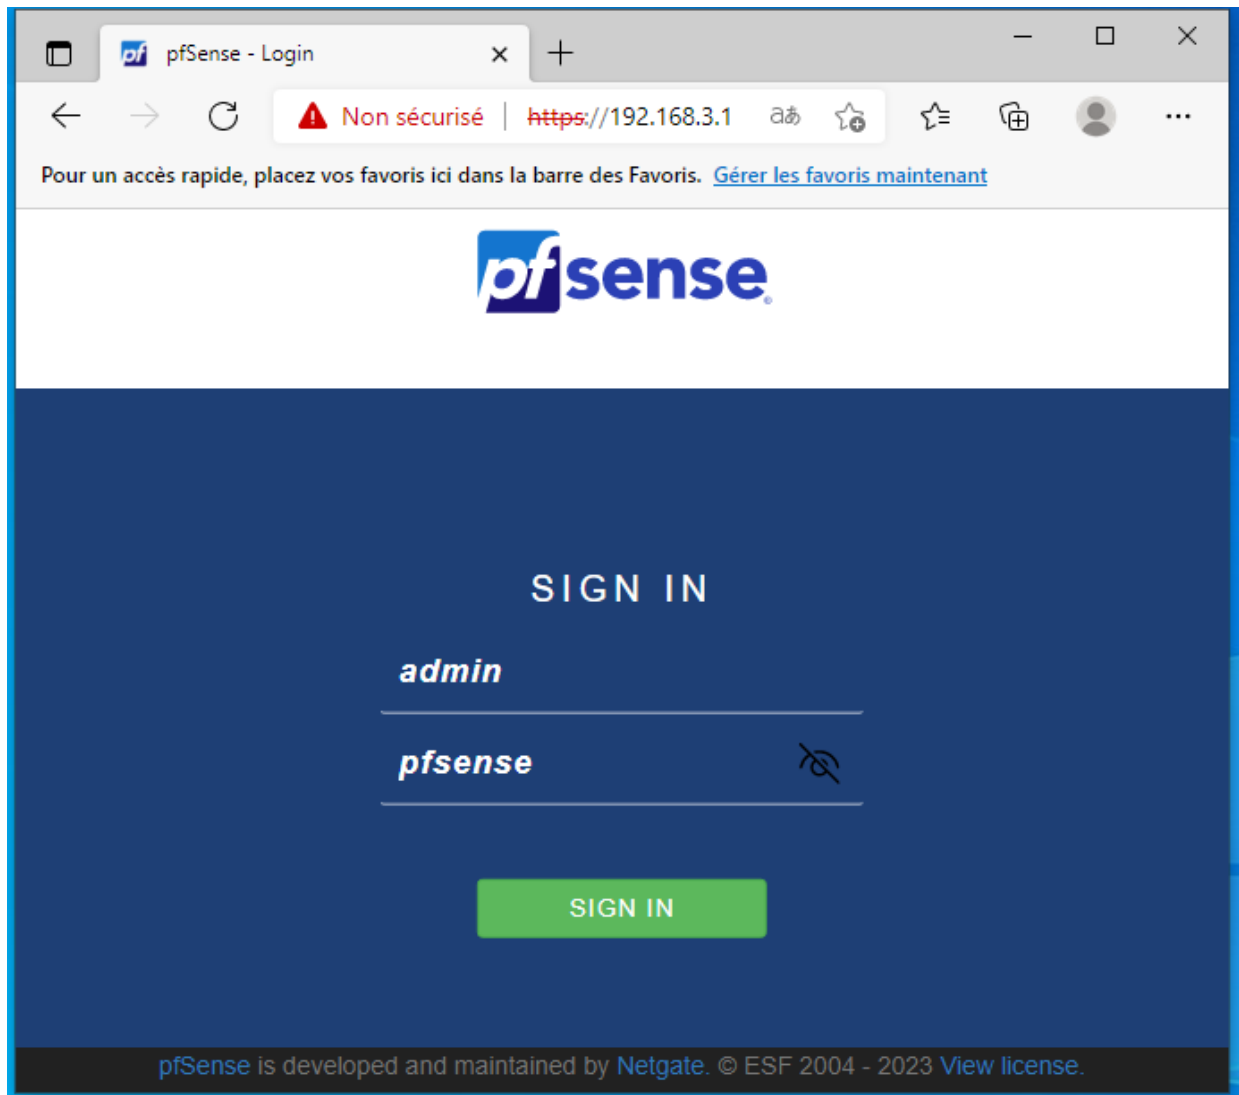 pfSense - Login
Non sécurisé | https://192.168.3.1 aあ
Pour un accès rapide, placez vos favoris ici dans la barre des Favoris. Gérer les favoris maintenant
pfsense
SIGN IN
admin
pfsense
SIGN IN
pfSense is developed and maintained by Netgate. © ESF 2004 - 2023 View license.